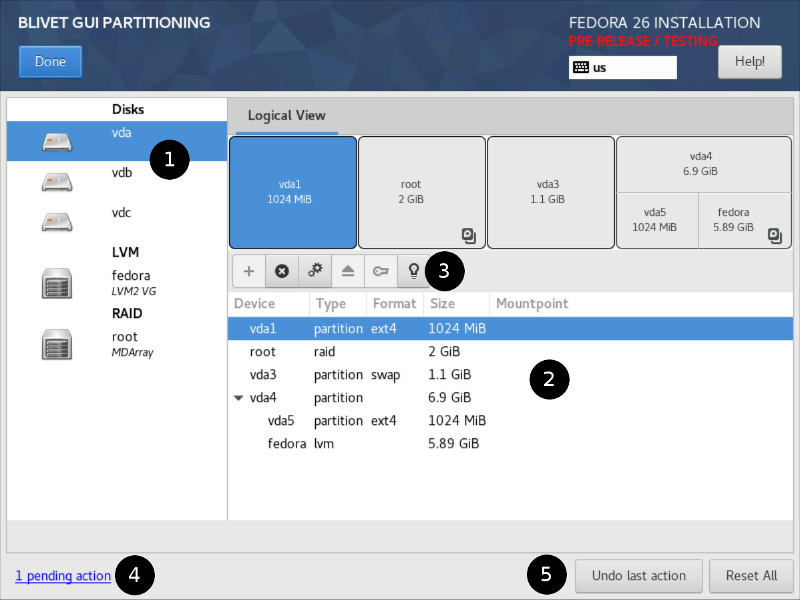 BLIVET GUI PARTITIONING
FEDORA 26 INSTALLATION
PRE-RELEASE / TESTING
Done
us
Help!
Disks
vda
1
vdb
vdc
LVM
fedora
LVM2 VG
RAID
root
MDArray
Logical View
vda1
1024 MiB
root
2 GiB
vda3
1.1 GiB
vda4
6.9 GiB
vda5
1024 MiB
fedora
5.89 GiB
3
Device Type Format Size Mountpoint
vda1 partition ext4 1024 MiB
root raid 2 GiB
vda3 partition swap 1.1 GiB
2
vda4 partition 6.9 GiB
vda5 partition ext4 1024 MiB
fedora lvm 5.89 GiB
1 pending action
4
5
Undo last action
Reset All